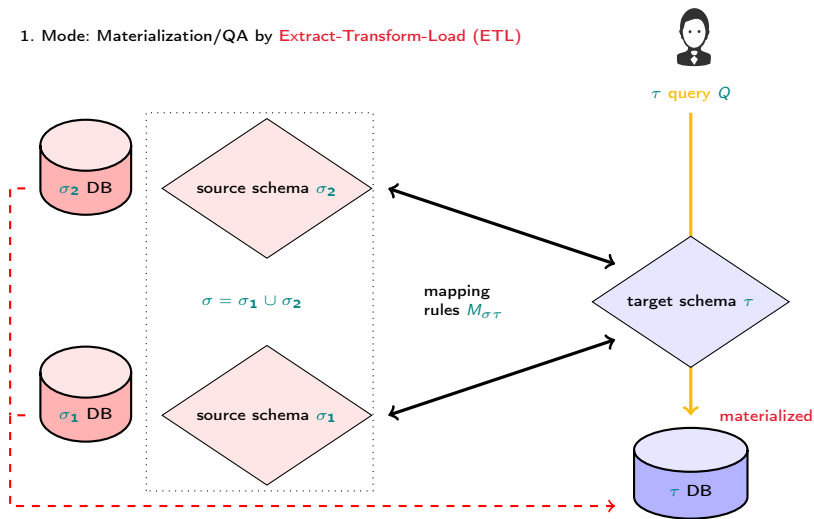 1. Mode: Materialization/QA by Extract-Transform-Load (ETL)
τ query Q
σ₂ DB
source schema σ₂
σ = σ₁ ∪ σ₂
mapping
rules M_στ
target schema τ
σ₁ DB
source schema σ₁
materialized
τ DB